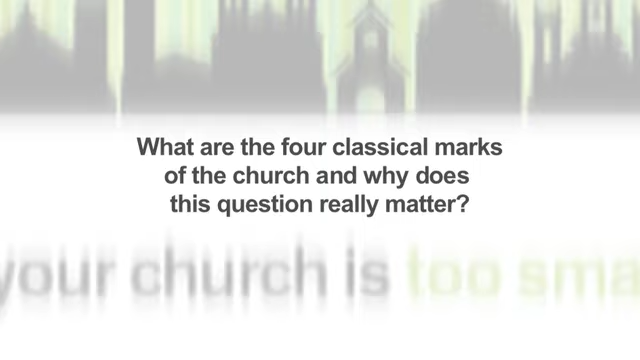 What are the four classical marks
of the church and why does
this question really matter?
your church is too sma